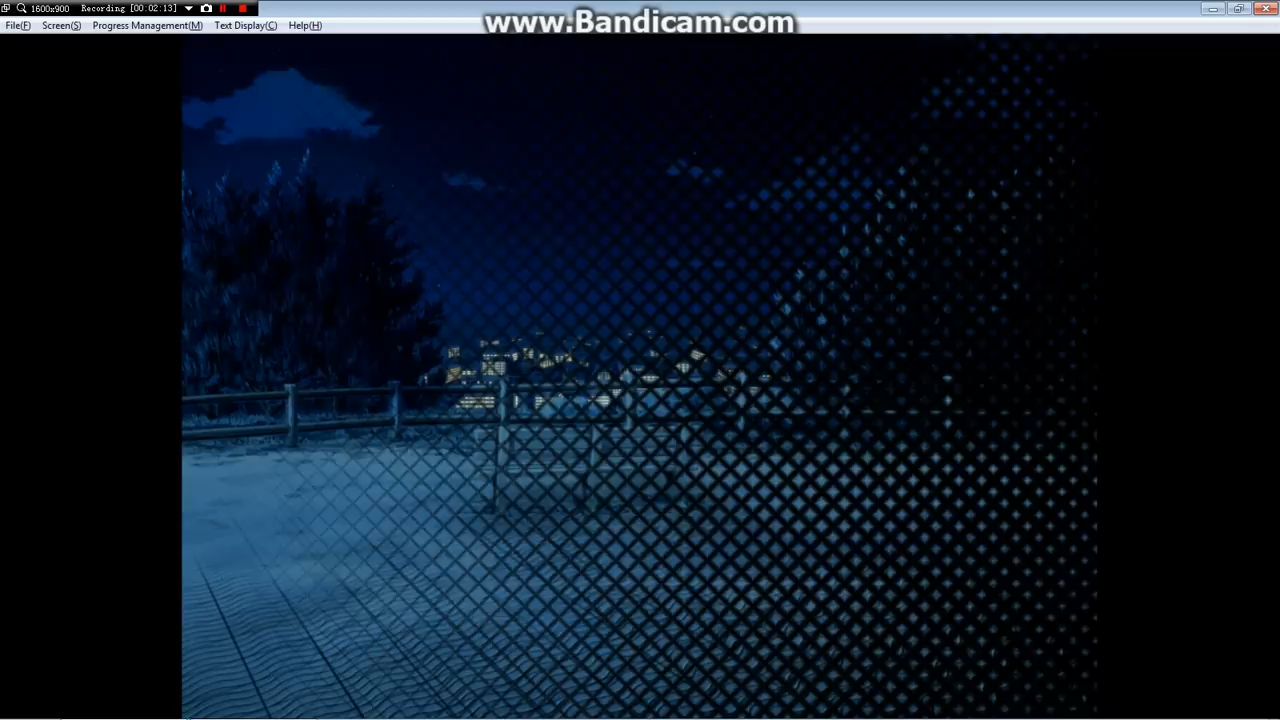 1600x900 Recording [00:02:13]
www.Bandicam.com
File(F) Screen(S) Progress Management(M) Text Display(C) Help(H)